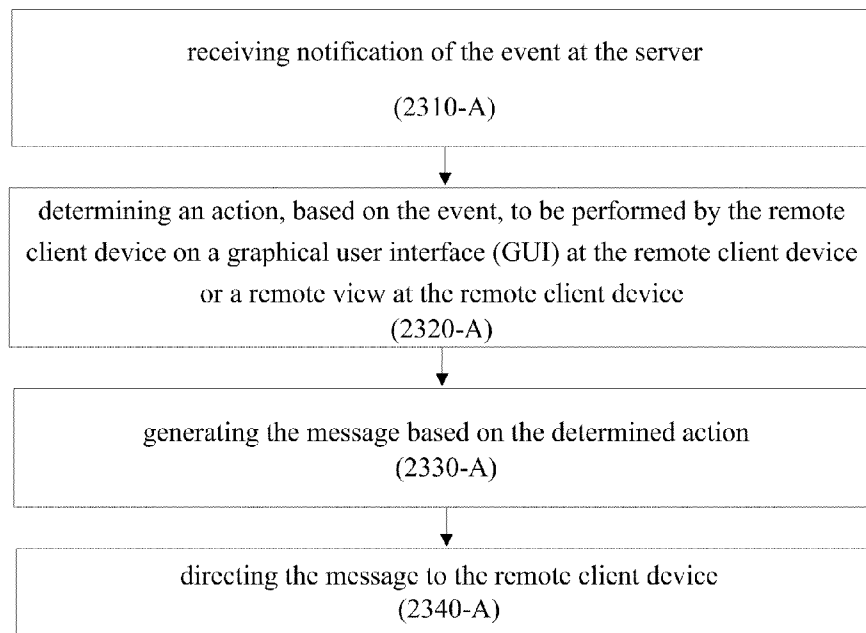 receiving notification of the event at the server
(2310-A)
determining an action, based on the event, to be performed by the remote
client device on a graphical user interface (GUI) at the remote client device
or a remote view at the remote client device
(2320-A)
generating the message based on the determined action
(2330-A)
directing the message to the remote client device
(2340-A)